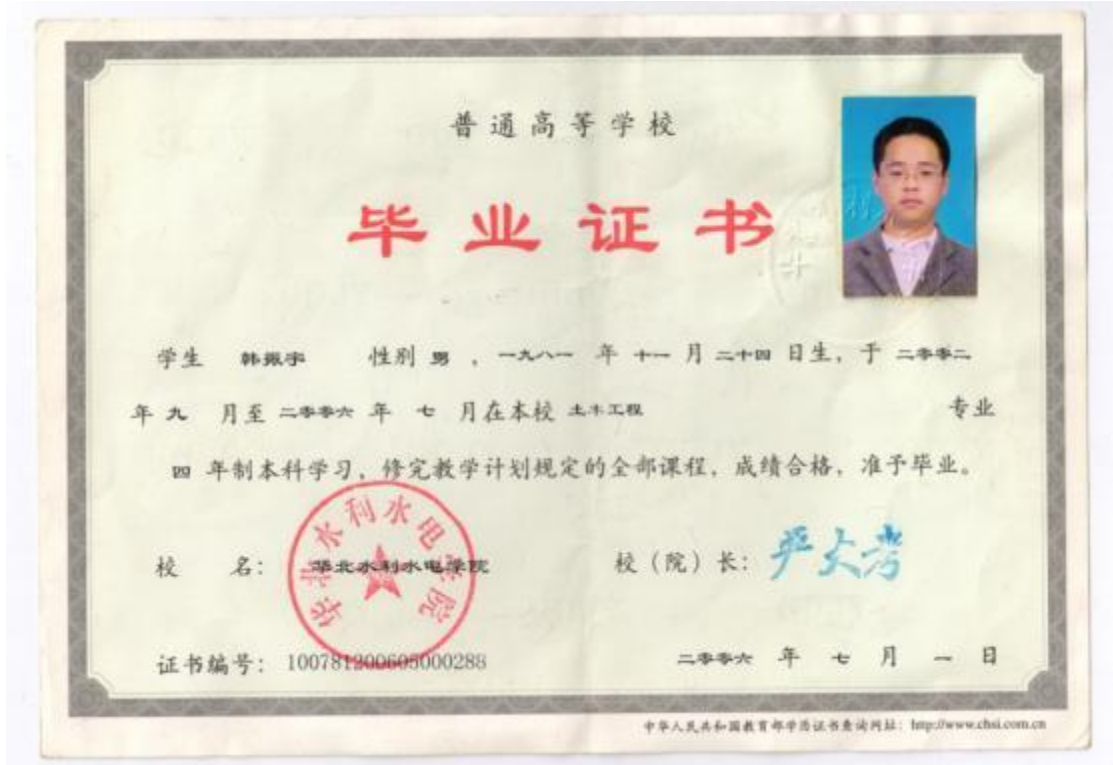 普通高等学校
毕业证书
学生 韩振宇 性别 男 ，一九八一 年 十一 月 二十四 日生，于 二零零二
年 九 月至 二零零六 年 七 月在本校 土木工程 专业
四 年制本科学习，修完教学计划规定的全部课程，成绩合格，准予毕业。
华北水利水电学院
校 名： 华北水利水电学院 校（院）长： 严大考
证书编号： 100781200605000288 二零零六 年 七 月 一 日
中华人民共和国教育部学历证书查询网址：http://www.chsi.com.cn